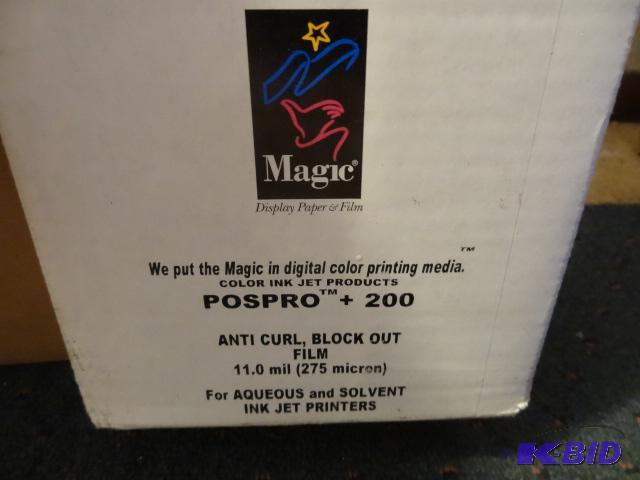 Magic®
Display Paper & Film
We put the Magic in digital color printing media.™
COLOR INK JET PRODUCTS
POSPRO™+ 200
ANTI CURL, BLOCK OUT
FILM
11.0 mil (275 micron)
For AQUEOUS and SOLVENT
INK JET PRINTERS
K-BID